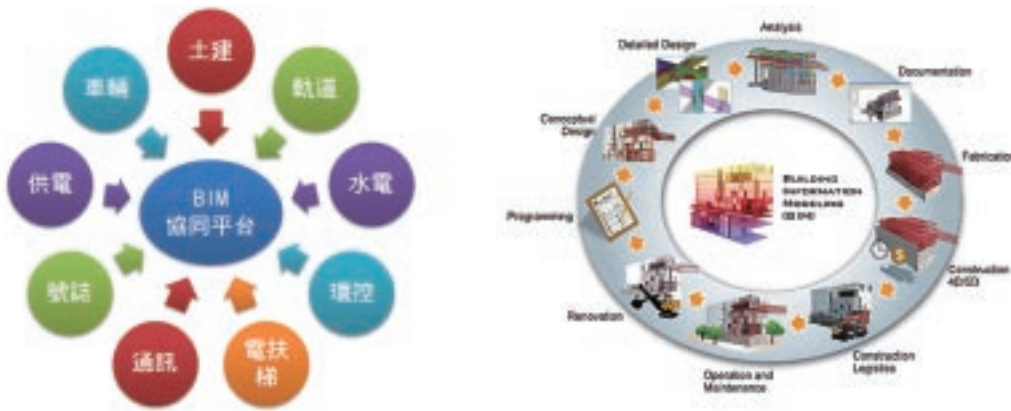 土建
軌道
水電
環控
電扶
梯
通訊
號誌
供電
車輛
BIM
協同平台
Analysis
Documentation
Fabrication
Construction
4D/5D
Construction
Logistics
Operation and
Maintenance
Renovation
Programming
Conceptual
Design
Detailed Design
BUILDING
INFORMATION
MODELING
(BIM)